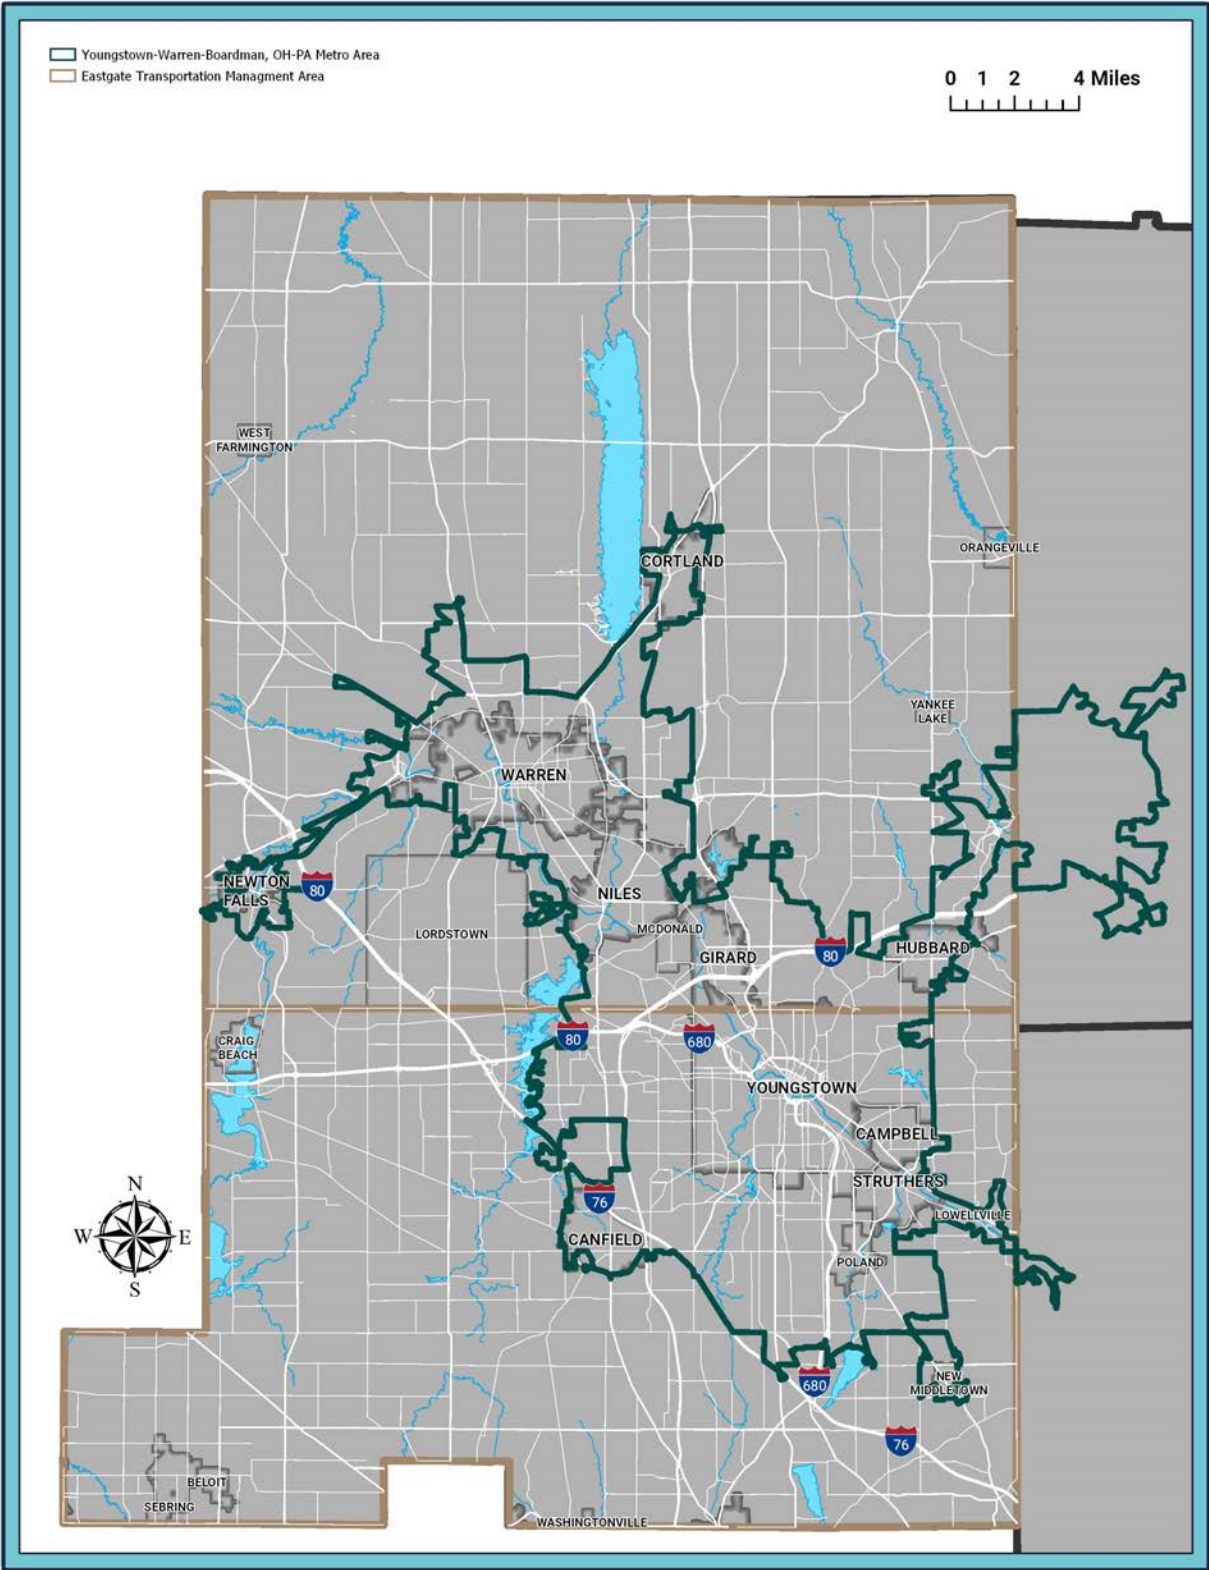 Youngstown-Warren-Boardman, OH-PA Metro Area
Eastgate Transportation Managment Area
0 1 2 4 Miles
WEST
FARMINGTON
ORANGEVILLE
CORTLAND
YANKEE
LAKE
WARREN
NEWTON
FALLS
80
NILES
LORDSTOWN
MCDONALD
GIRARD
80
HUBBARD
CRAIG
BEACH
80
680
YOUNGSTOWN
CAMPBELL
STRUTHERS
76
LOWELLVILLE
CANFIELD
POLAND
N
W
E
S
680
NEW
MIDDLETOWN
76
BELOIT
SEBRING
WASHINGTONVILLE